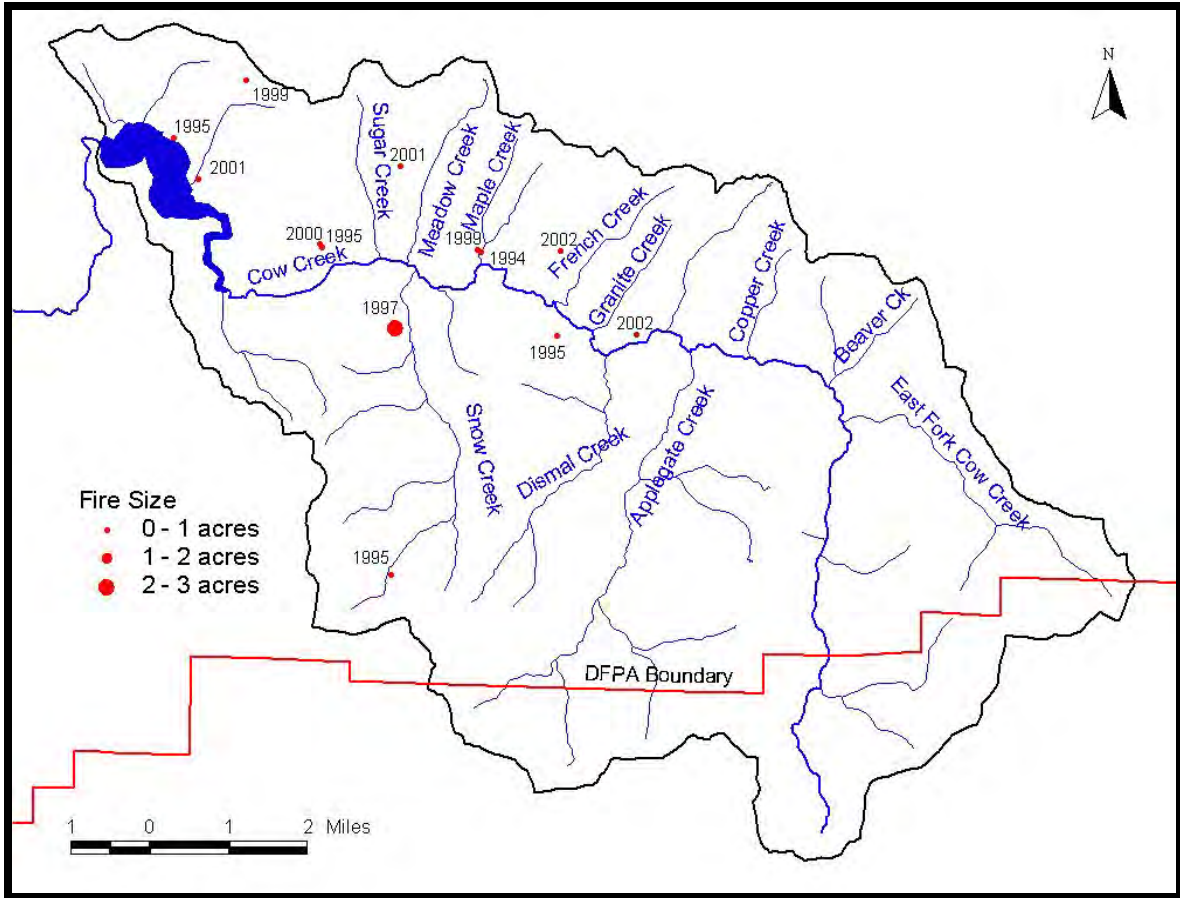 N
1999
1995
2001
Sugar Creek
2001
Meadow Creek
Maple Creek
2000
1995
Cow Creek
1999
1994
2002
French Creek
Granite Creek
Copper Creek
Beaver Ck
1997
1995
2002
East Fork Cow Creek
Snow Creek
Dismal Creek
Applegate Creek
1995
Fire Size
0 - 1 acres
1 - 2 acres
2 - 3 acres
DFPA Boundary
1 0 1 2 Miles